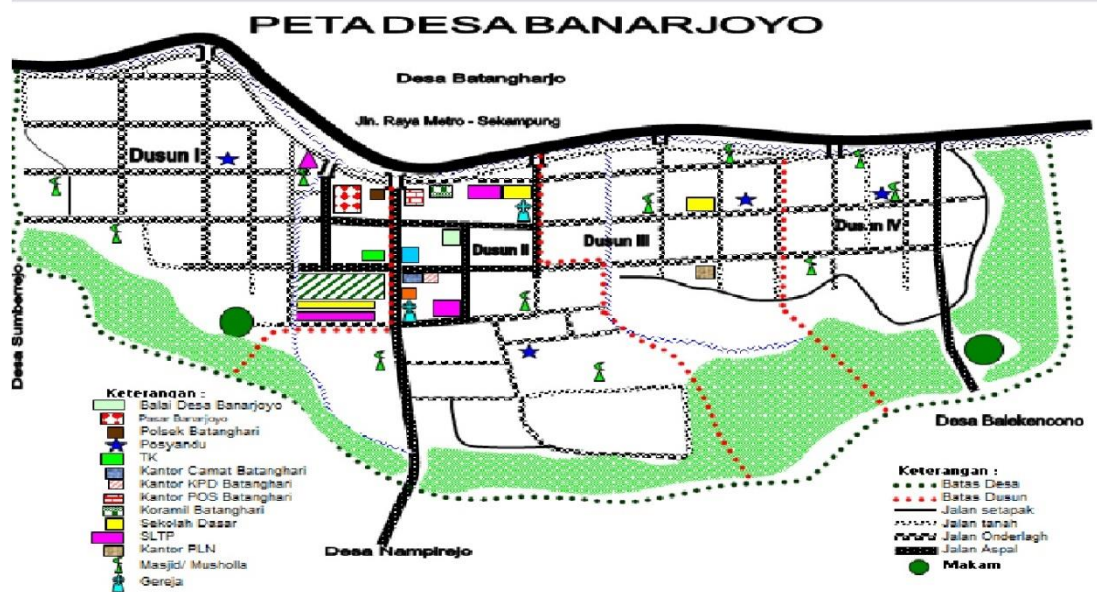 PETA DESA BANARJOYO
Desa Batangharjo
Jln. Raya Metro - Sekampung
Dusun I
Dusun II
Dusun III
Dusun IV
Desa Sumberrejo
Desa Balekencono
Desa Nampirejo
Keterangan :
Balai Desa Banarjoyo
Pasar Banarjoyo
Polsek Batanghari
Posyandu
TK
Kantor Camat Batanghari
Kantor KPD Batanghari
Kantor POS Batanghari
Koramil Batanghari
Sekolah Dasar
SLTP
Kantor PLN
Masjid/ Musholla
Gereja
Keterangan :
Batas Desa
Batas Dusun
Jalan setapak
Jalan tanah
Jalan Onderlagh
Jalan Aspal
Makam